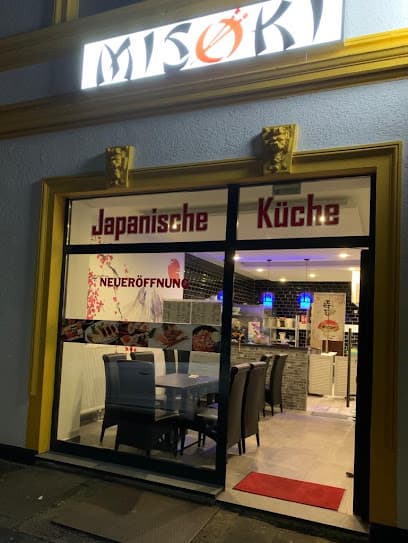 MISOKI
Japanische Küche
NEUERÖFFNUNG